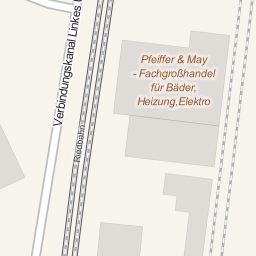 Pfeiffer & May
- Fachgroßhandel
für Bäder,
Heizung,Elektro
Verbindungskanal Linkes
Riedbahn